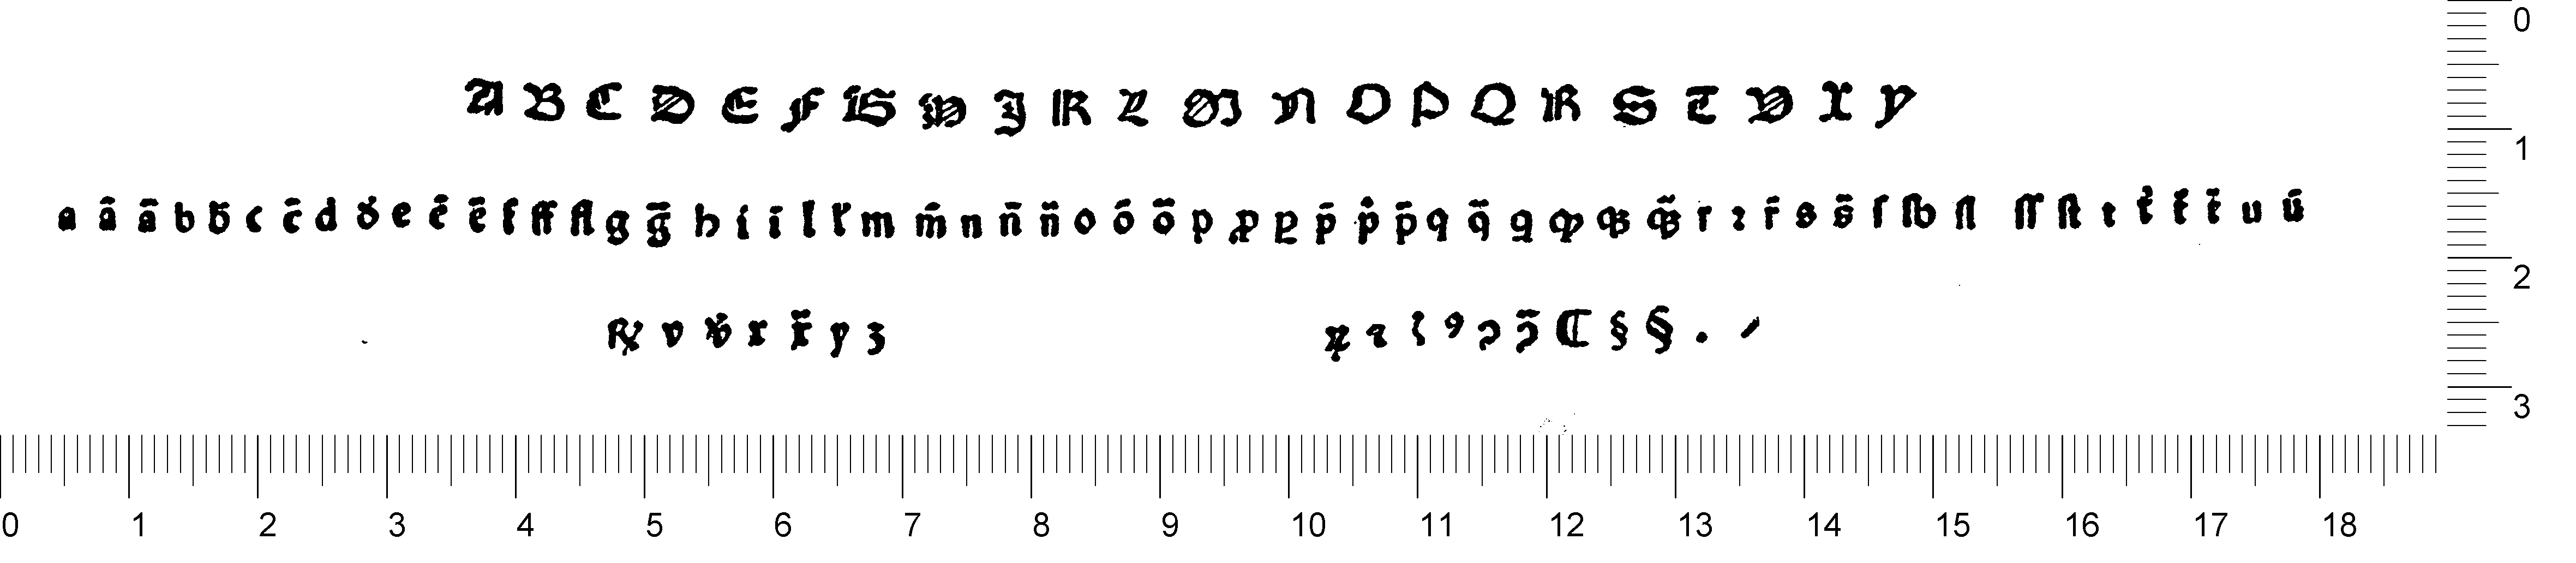 A B C D E F G H J K L M N O P Q R S T V X Y
a ā ã b b̄ c c̄ d đ e ē ẽ f ff fl g g̃ h i ī l ł m m̄ n n̄ ñ o ō õ p ꝓ ꝑ p̄ p̊ p̃ q q̃ ꝗ ꝙ r ꝛ r̄ s s̄ ſ ſb ſl ſſ ſt t t̄ u ū
℞ v v̄ x x̄ y ȝ ꝝ ꝛ ꝰ ɔ ɔ̄ ℂ § § . /
0
1
2
3
0 1 2 3 4 5 6 7 8 9 10 11 12 13 14 15 16 17 18